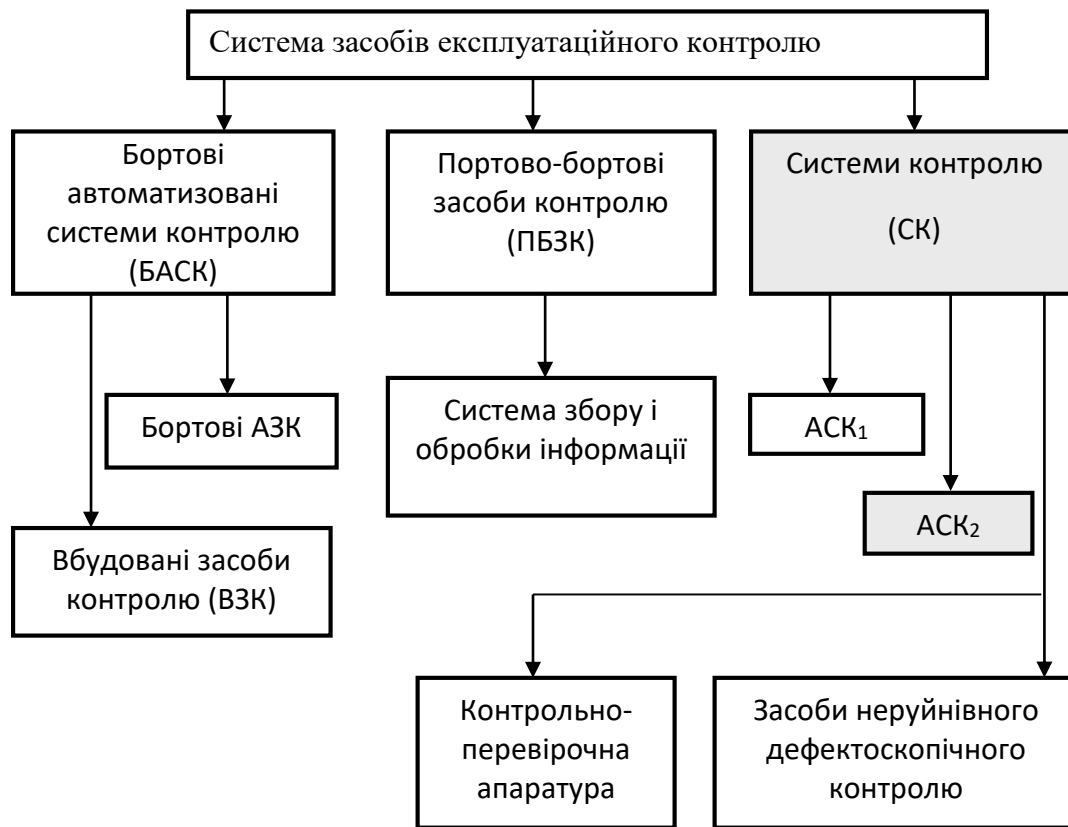 Система засобів експлуатаційного контролю
Бортові
автоматизовані
системи контролю
(БАСК)
Портово-бортові
засоби контролю
(ПБЗК)
Системи контролю
(СК)
Бортові АЗК
Система збору і
обробки інформації
АСК₁
АСК₂
Вбудовані засоби
контролю (ВЗК)
Контрольно-
перевірочна
апаратура
Засоби неруйнівного
дефектоскопічного
контролю